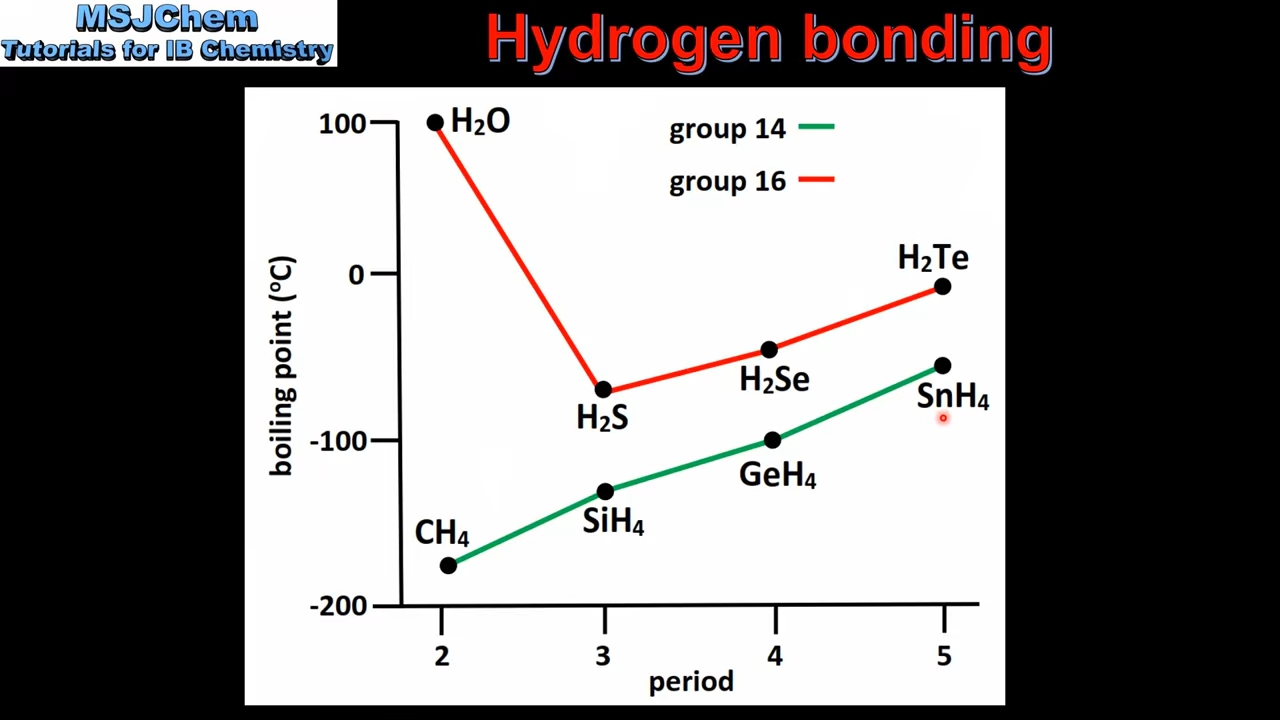 MSJChem
Tutorials for IB Chemistry
Hydrogen bonding
100
H₂O
group 14
group 16
0
H₂Te
boiling point (°C)
H₂Se
H₂S
SnH₄
-100
GeH₄
SiH₄
CH₄
-200
2 3 4 5
period